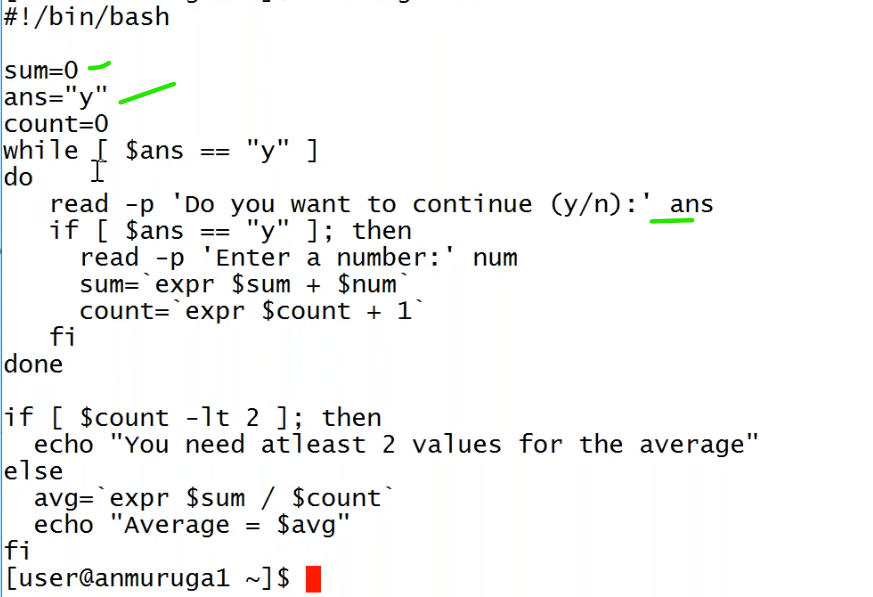 #!/bin/bash
sum=0
ans="y"
count=0
while [ $ans == "y" ]
do
read -p 'Do you want to continue (y/n):' ans
if [ $ans == "y" ]; then
read -p 'Enter a number:' num
sum=`expr $sum + $num`
count=`expr $count + 1`
fi
done
if [ $count -lt 2 ]; then
echo "You need atleast 2 values for the average"
else
avg=`expr $sum / $count`
echo "Average = $avg"
fi
[user@anmuruga1 ~]$